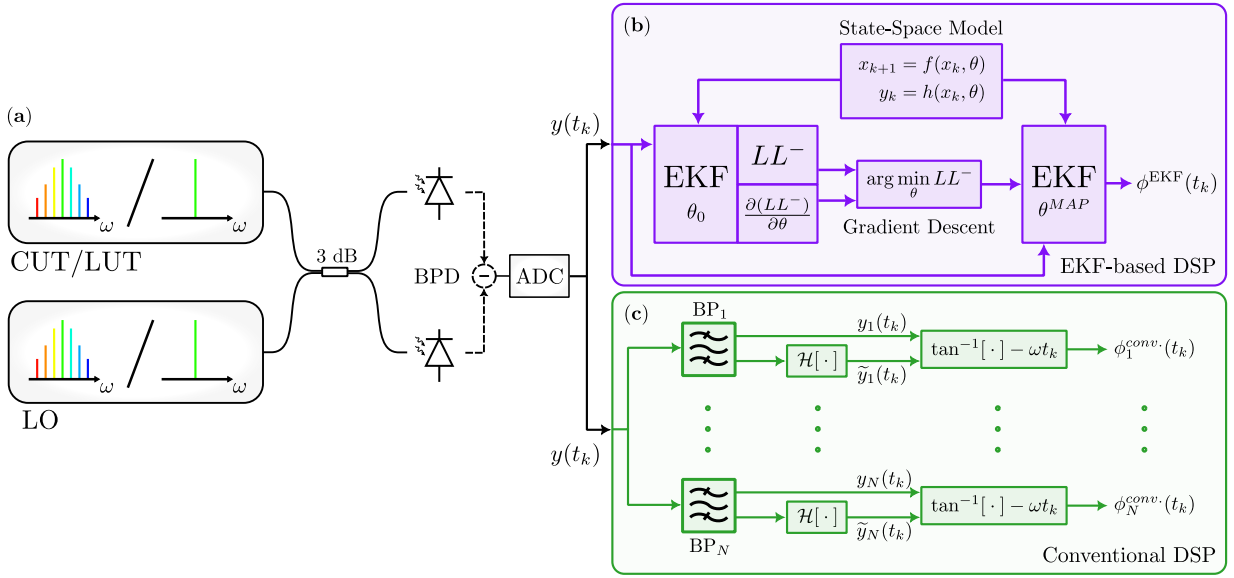 (a)
ω
ω
CUT/LUT
ω
ω
LO
3 dB
BPD
−
ADC
y(t_k)
y(t_k)
(b)
State-Space Model
x_{k+1} = f(x_k, θ)
y_k = h(x_k, θ)
EKF
θ_0
LL^−
∂(LL^−)
∂θ
arg min LL^−
θ
Gradient Descent
EKF
θ^{MAP}
ϕ^{EKF}(t_k)
EKF-based DSP
(c)
BP_1
y_1(t_k)
ℋ[·]
ỹ_1(t_k)
tan^{−1}[·] − ωt_k
ϕ_1^{conv.}(t_k)
BP_N
y_N(t_k)
ℋ[·]
ỹ_N(t_k)
tan^{−1}[·] − ωt_k
ϕ_N^{conv.}(t_k)
Conventional DSP